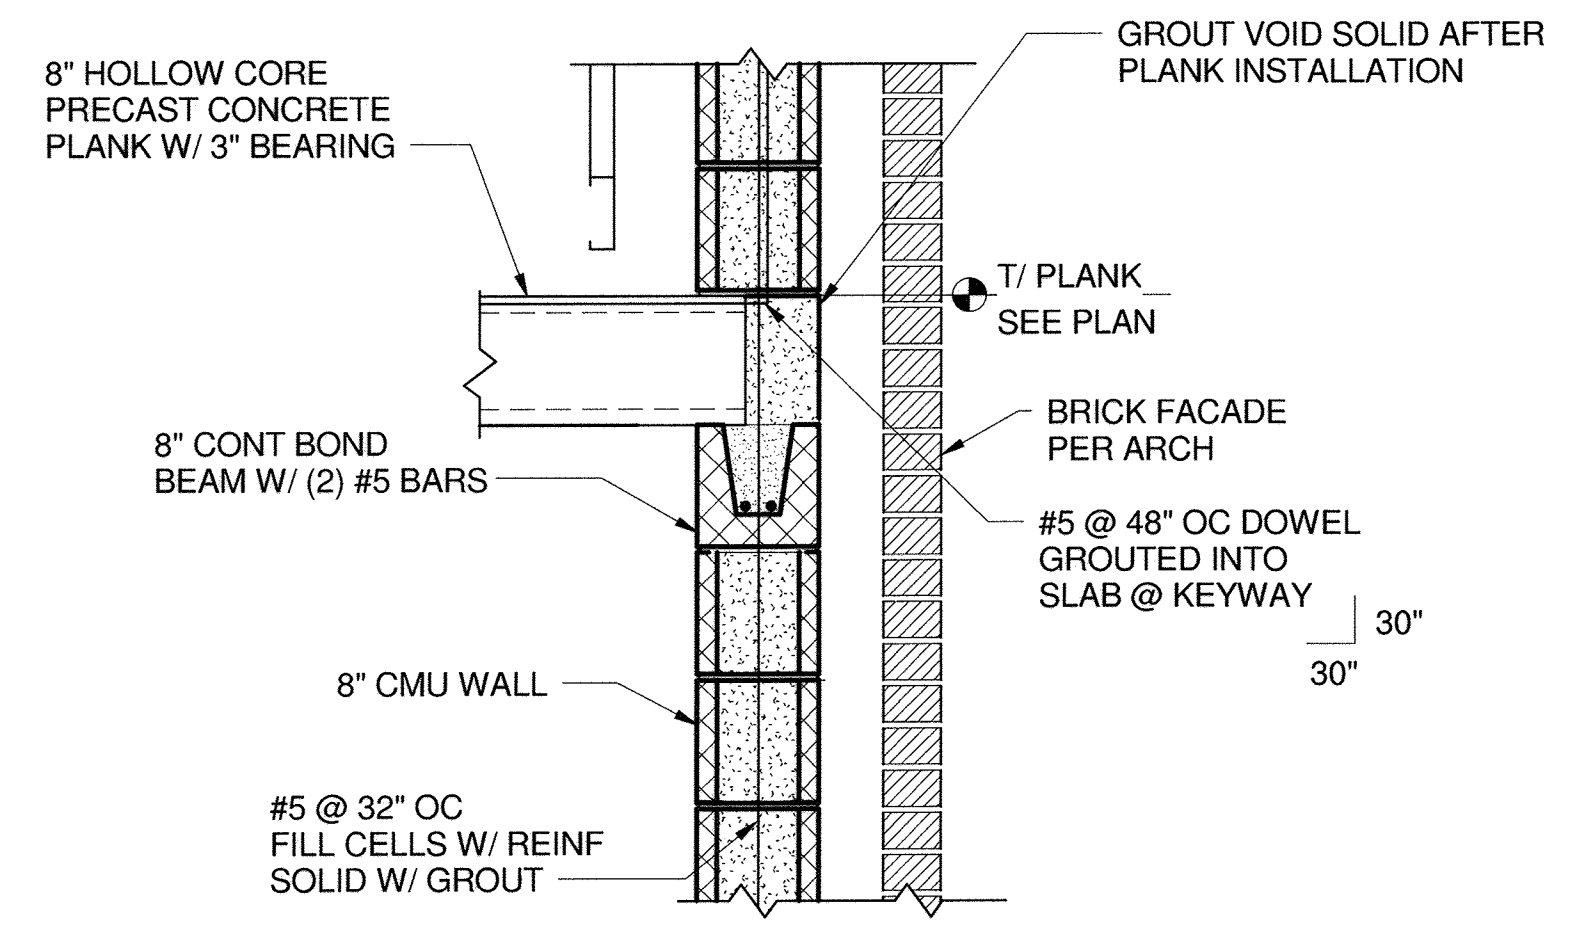 GROUT VOID SOLID AFTER
PLANK INSTALLATION
8" HOLLOW CORE
PRECAST CONCRETE
PLANK W/ 3" BEARING
T/ PLANK
SEE PLAN
BRICK FACADE
PER ARCH
8" CONT BOND
BEAM W/ (2) #5 BARS
#5 @ 48" OC DOWEL
GROUTED INTO
SLAB @ KEYWAY
30"
30"
8" CMU WALL
#5 @ 32" OC
FILL CELLS W/ REINF
SOLID W/ GROUT